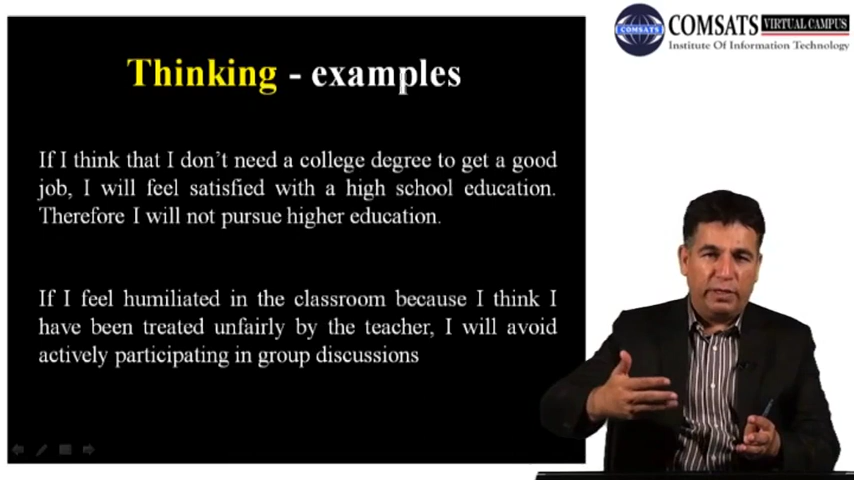 COMSATS VIRTUAL CAMPUS
COMSATS
Institute Of Information Technology
Thinking - examples
If I think that I don't need a college degree to get a good
job, I will feel satisfied with a high school education.
Therefore I will not pursue higher education.
If I feel humiliated in the classroom because I think I
have been treated unfairly by the teacher, I will avoid
actively participating in group discussions